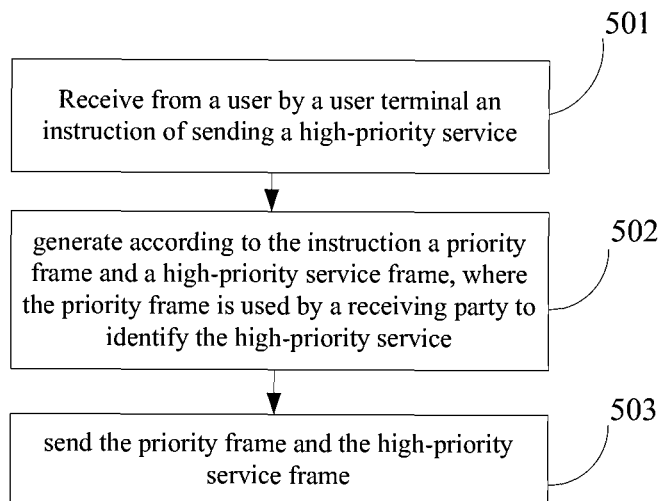 501
Receive from a user by a user terminal an
instruction of sending a high-priority service
502
generate according to the instruction a priority
frame and a high-priority service frame, where
the priority frame is used by a receiving party to
identify the high-priority service
503
send the priority frame and the high-priority
service frame